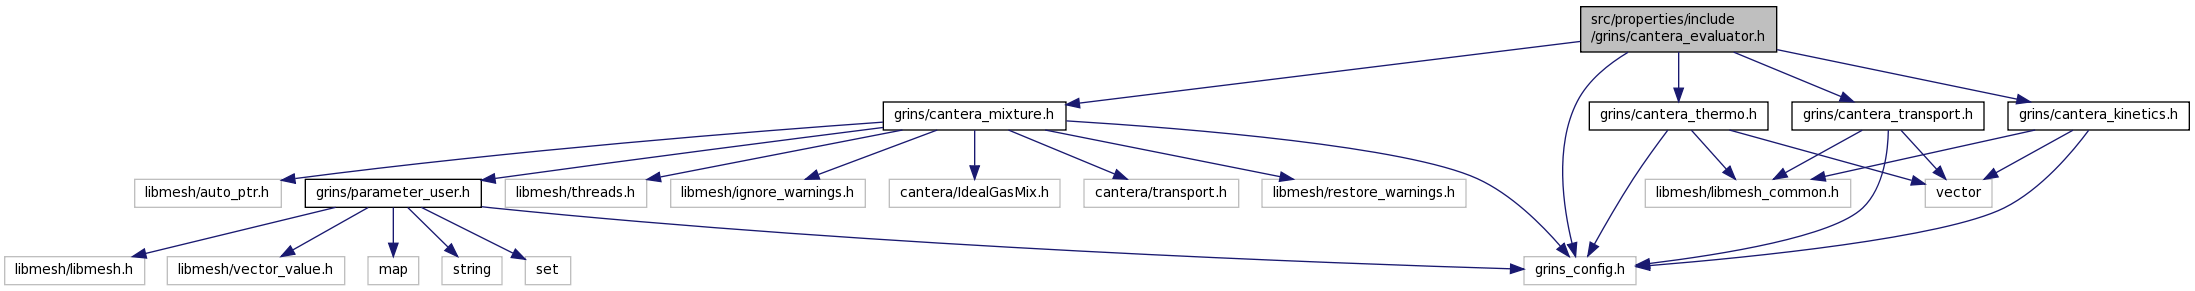 src/properties/include
/grins/cantera_evaluator.h
grins/cantera_mixture.h
grins/cantera_thermo.h
grins/cantera_transport.h
grins/cantera_kinetics.h
libmesh/auto_ptr.h
grins/parameter_user.h
libmesh/threads.h
libmesh/ignore_warnings.h
cantera/IdealGasMix.h
cantera/transport.h
libmesh/restore_warnings.h
libmesh/libmesh_common.h
vector
libmesh/libmesh.h
libmesh/vector_value.h
map
string
set
grins_config.h